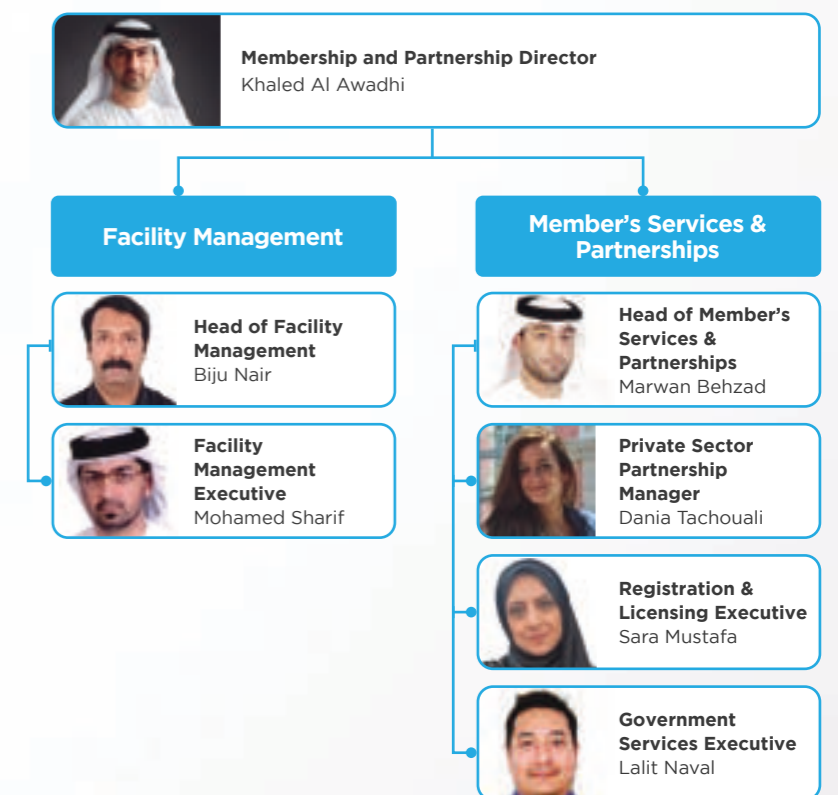 Membership and Partnership Director
Khaled Al Awadhi
Facility Management
Head of Facility
Management
Biju Nair
Facility
Management
Executive
Mohamed Sharif
Member’s Services &
Partnerships
Head of Member’s
Services &
Partnerships
Marwan Behzad
Private Sector
Partnership
Manager
Dania Tachouali
Registration &
Licensing Executive
Sara Mustafa
Government
Services Executive
Lalit Naval